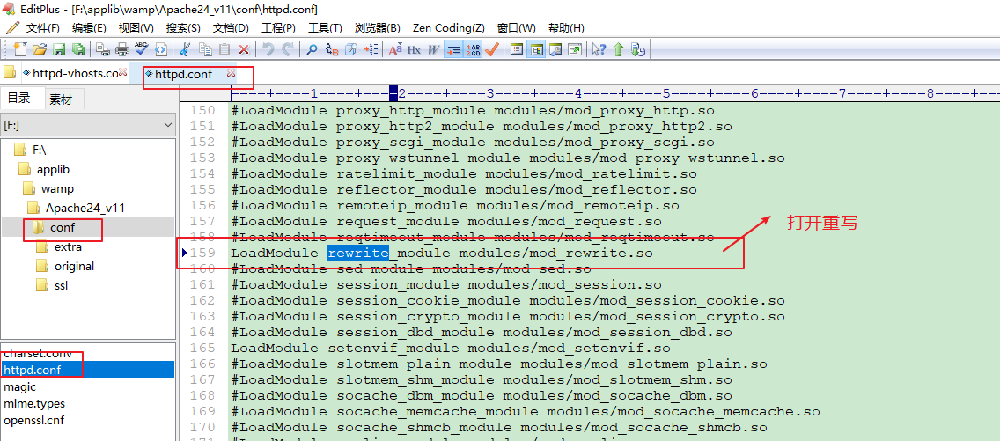 EditPlus - [F:\applib\wamp\Apache24_v11\conf\httpd.conf]
文件(F) 编辑(E) 视图(V) 搜索(S) 文档(D) 工程(P) 工具(T) 浏览器(B) Zen Coding(Z) 窗口(W) 帮助(H)
httpd-vhosts.co httpd.conf
目录 素材
[F:]
F:\
applib
wamp
Apache24_v11
conf
extra
original
ssl
charset.conv
httpd.conf
magic
mime.types
openssl.cnf
----+----1----+----2----+----3----+----4----+----5----+----6----+----7----+----8----+
150 #LoadModule proxy_http_module modules/mod_proxy_http.so
151 #LoadModule proxy_http2_module modules/mod_proxy_http2.so
152 #LoadModule proxy_scgi_module modules/mod_proxy_scgi.so
153 #LoadModule proxy_wstunnel_module modules/mod_proxy_wstunnel.so
154 #LoadModule ratelimit_module modules/mod_ratelimit.so
155 #LoadModule reflector_module modules/mod_reflector.so
156 #LoadModule remoteip_module modules/mod_remoteip.so
157 #LoadModule request_module modules/mod_request.so
158 #LoadModule reqtimeout_module modules/mod_reqtimeout.so
159 LoadModule rewrite_module modules/mod_rewrite.so
160 #LoadModule sed_module modules/mod_sed.so
161 #LoadModule session_module modules/mod_session.so
162 #LoadModule session_cookie_module modules/mod_session_cookie.so
163 #LoadModule session_crypto_module modules/mod_session_crypto.so
164 #LoadModule session_dbd_module modules/mod_session_dbd.so
165 LoadModule setenvif_module modules/mod_setenvif.so
166 #LoadModule slotmem_plain_module modules/mod_slotmem_plain.so
167 #LoadModule slotmem_shm_module modules/mod_slotmem_shm.so
168 #LoadModule socache_dbm_module modules/mod_socache_dbm.so
169 #LoadModule socache_memcache_module modules/mod_socache_memcache.so
170 #LoadModule socache_shmcb_module modules/mod_socache_shmcb.so
打开重写